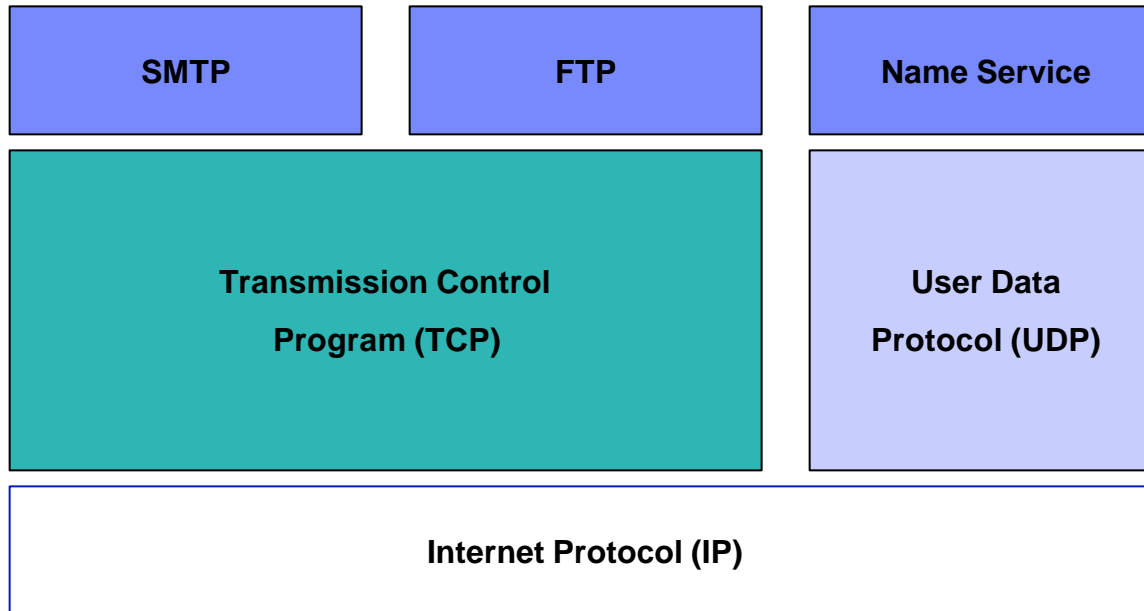 SMTP
FTP
Name Service
Transmission Control
Program (TCP)
User Data
Protocol (UDP)
Internet Protocol (IP)